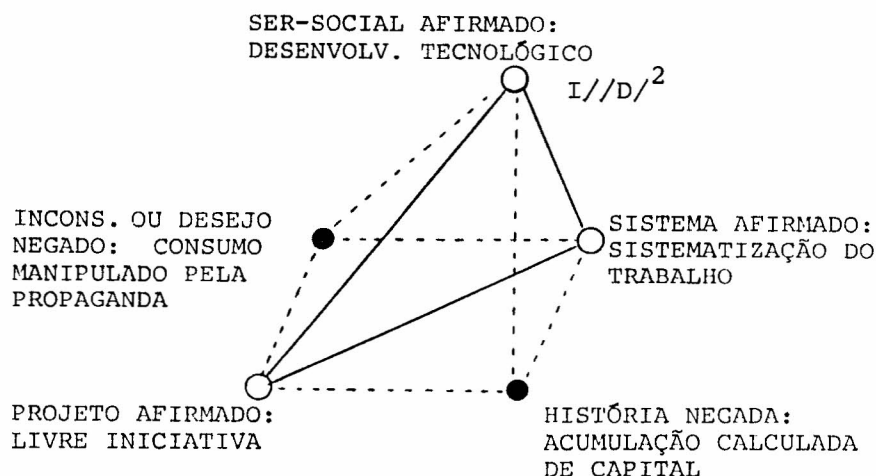 SER-SOCIAL AFIRMADO:
DESENVOLV. TECNOLÓGICO
I//D/²
INCONS. OU DESEJO
NEGADO: CONSUMO
MANIPULADO PELA
PROPAGANDA
SISTEMA AFIRMADO:
SISTEMATIZAÇÃO DO
TRABALHO
PROJETO AFIRMADO:
LIVRE INICIATIVA
HISTÓRIA NEGADA:
ACUMULAÇÃO CALCULADA
DE CAPITAL